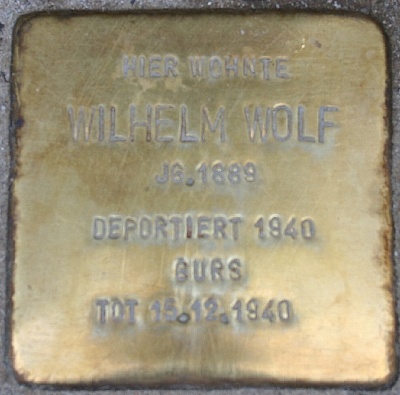 HIER WOHNTE
WILHELM WOLF
JG. 1889
DEPORTIERT 1940
GURS
TOT 15.12.1940